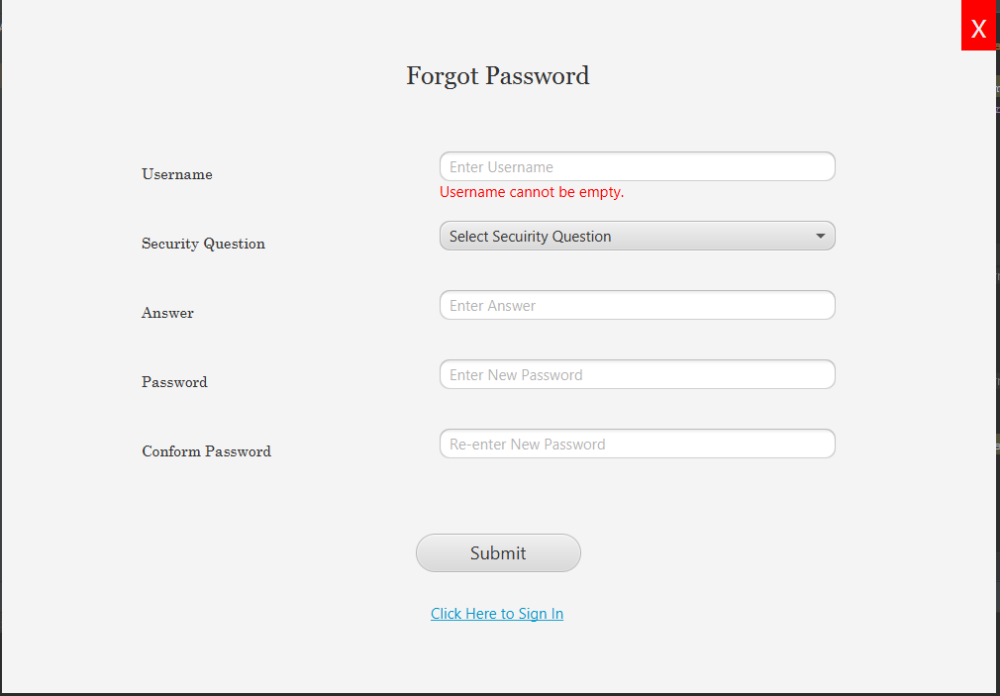 X
Forgot Password
Username
Enter Username
Username cannot be empty.
Security Question
Select Secuirity Question
Answer
Enter Answer
Password
Enter New Password
Conform Password
Re-enter New Password
Submit
Click Here to Sign In